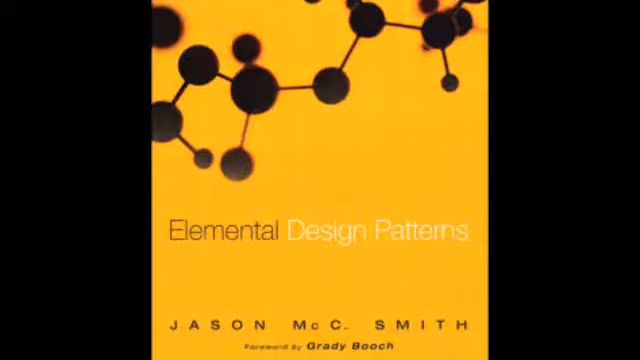 Elemental Design Patterns
JASON McC. SMITH
Foreword by Grady Booch